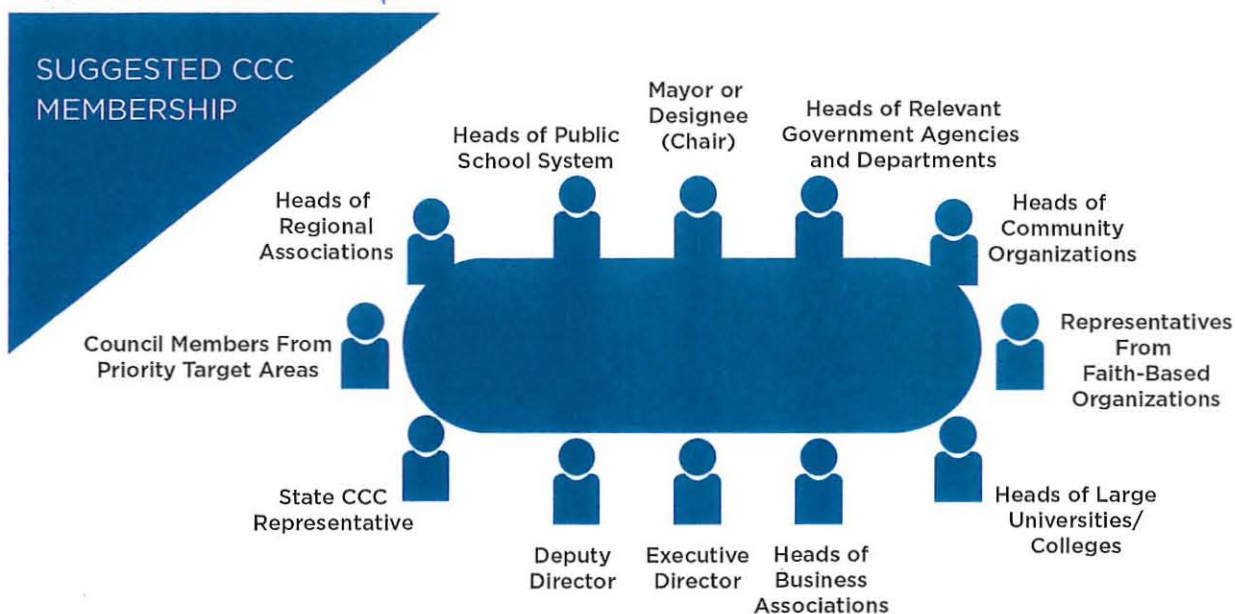 SUGGESTED CCC
MEMBERSHIP
Mayor or
Designee
(Chair)
Heads of Public
School System
Heads of Relevant
Government Agencies
and Departments
Heads of
Regional
Associations
Heads of
Community
Organizations
Council Members From
Priority Target Areas
Representatives
From
Faith-Based
Organizations
State CCC
Representative
Deputy
Director
Executive
Director
Heads of
Business
Associations
Heads of Large
Universities/
Colleges